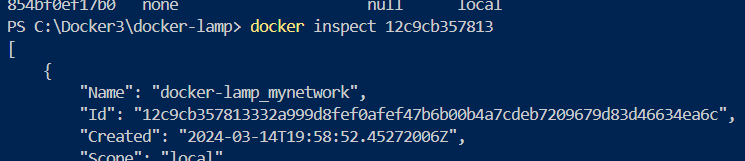 854bf0ef17b0   none                     null      local
PS C:\Docker3\docker-lamp> docker inspect 12c9cb357813
[
    {
        "Name": "docker-lamp_mynetwork",
        "Id": "12c9cb357813332a999d8fef0afef47b6b00b4a7cdeb7209679d83d46634ea6c",
        "Created": "2024-03-14T19:58:52.45272006Z",
        "Scope": "local"